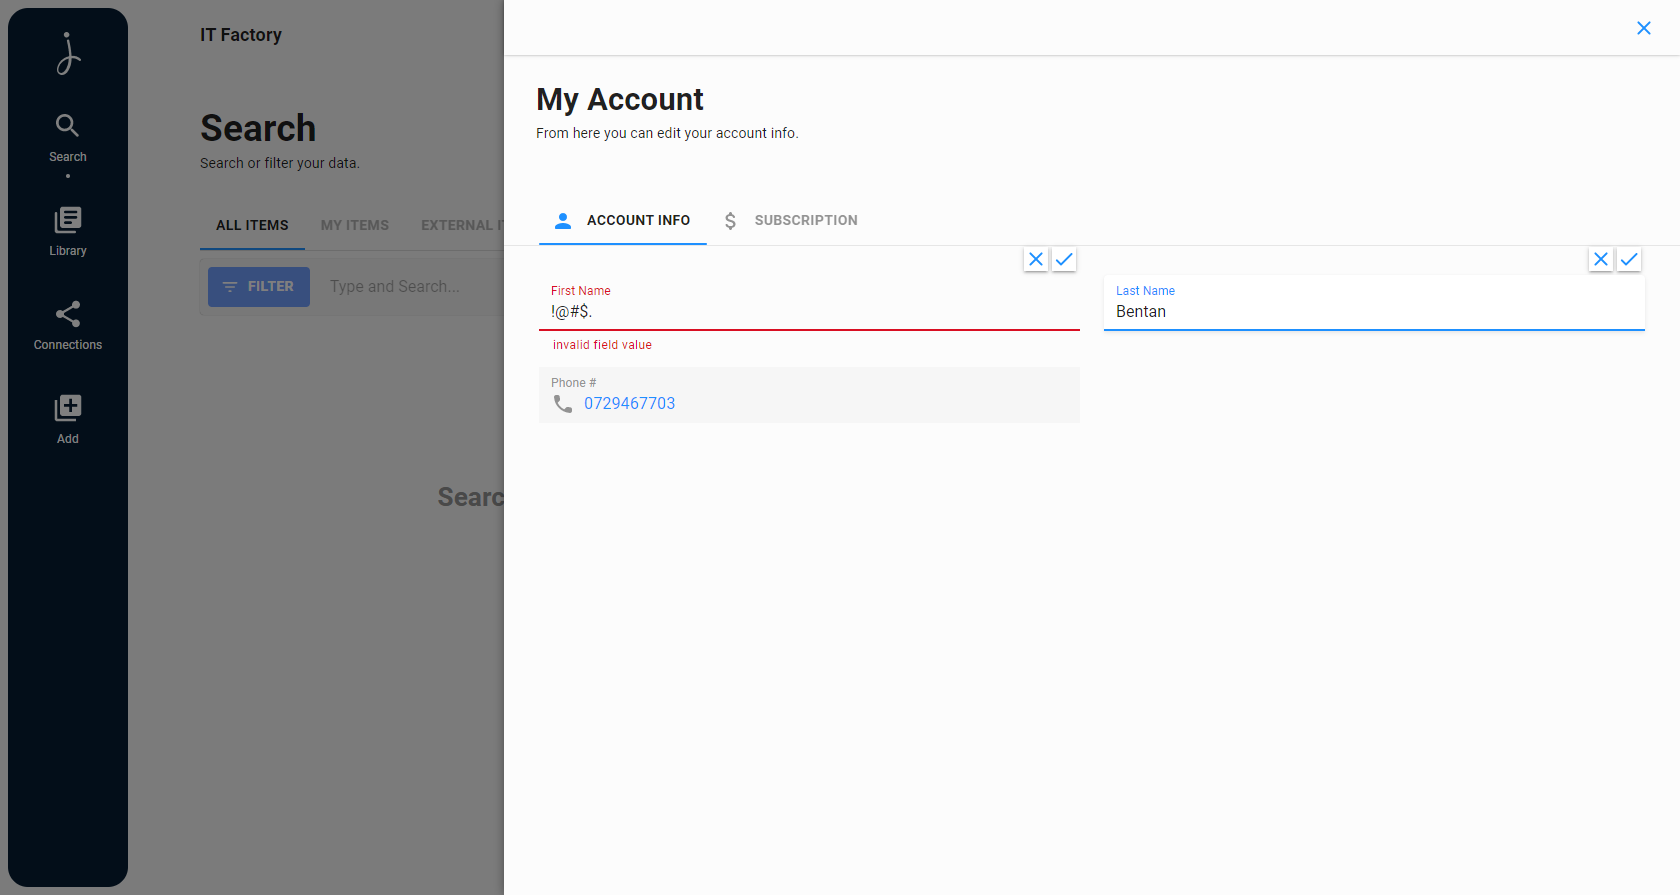 IT Factory
Search
Library
Connections
Add
Search
Search or filter your data.
ALL ITEMS
MY ITEMS
EXTERNAL
FILTER
Type and Search...
Searc
My Account
From here you can edit your account info.
ACCOUNT INFO
SUBSCRIPTION
First Name
!@#$.
invalid field value
Last Name
Bentan
Phone #
0729467703